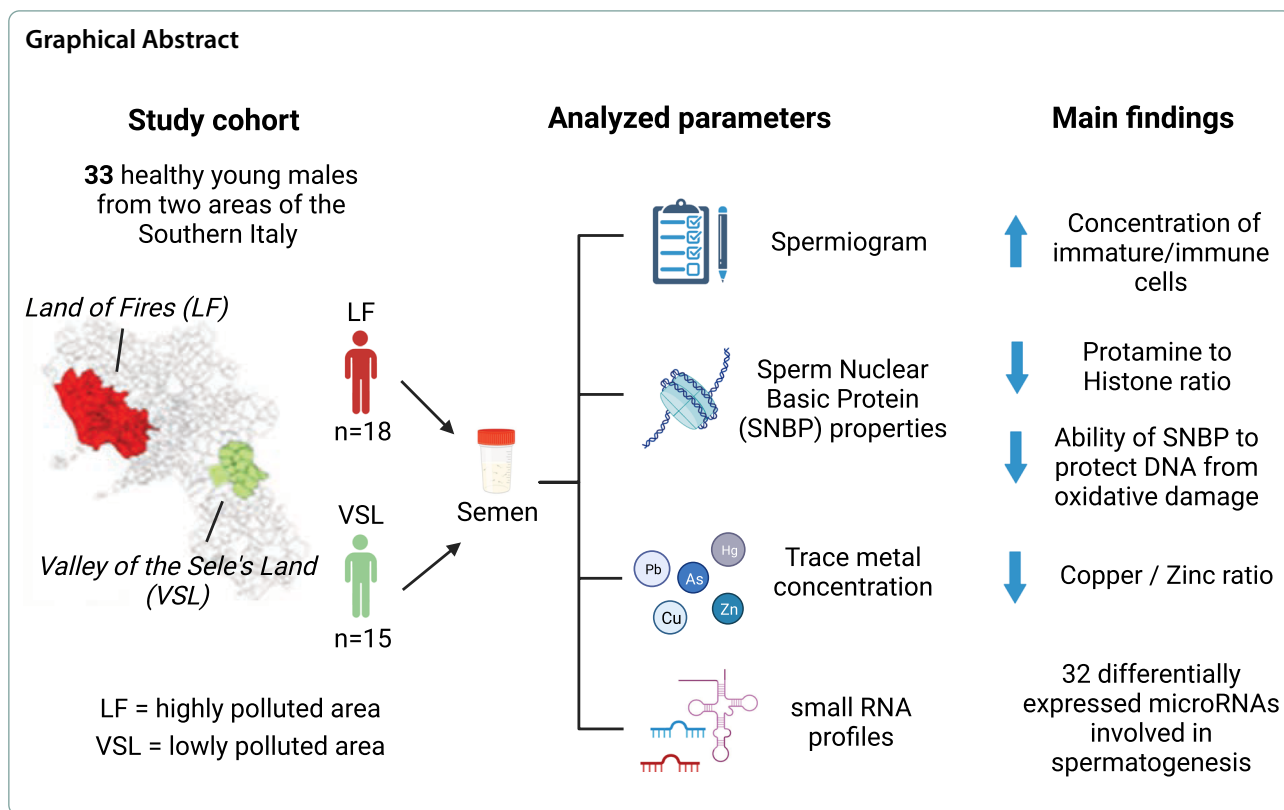 Graphical Abstract
Study cohort
33 healthy young males
from two areas of the
Southern Italy
Land of Fires (LF)
Valley of the Sele's Land
(VSL)
LF
n=18
VSL
n=15
LF = highly polluted area
VSL = lowly polluted area
Semen
Analyzed parameters
Spermiogram
Sperm Nuclear
Basic Protein
(SNBP) properties
Trace metal
concentration
Pb
As
Hg
Cu
Zn
small RNA
profiles
Main findings
Concentration of
immature/immune
cells
Protamine to
Histone ratio
Ability of SNBP to
protect DNA from
oxidative damage
Copper / Zinc ratio
32 differentially
expressed microRNAs
involved in
spermatogenesis